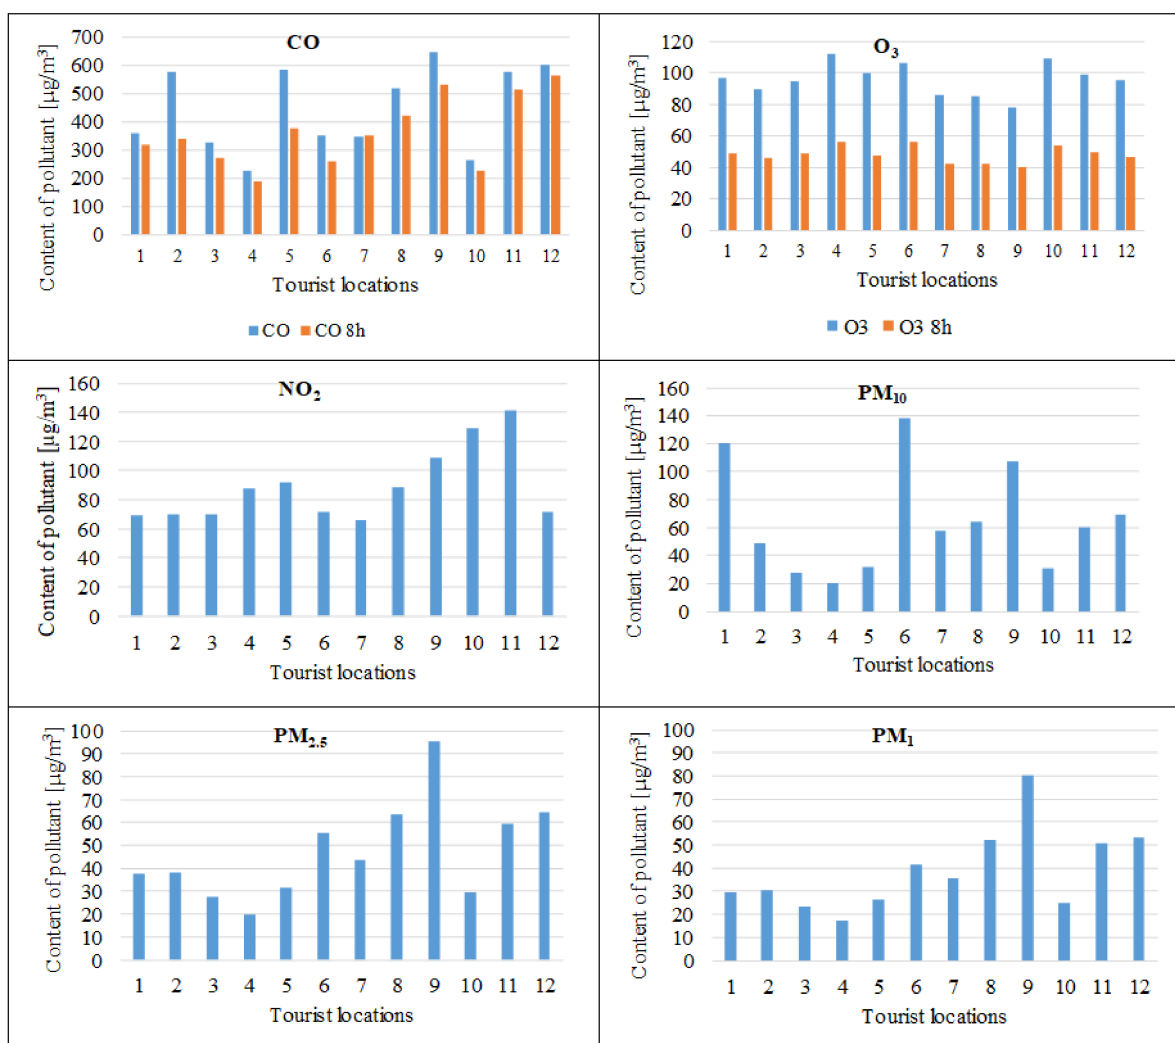 CO
Content of pollutant [µg/m³]
700
600
500
400
300
200
100
0
1 2 3 4 5 6 7 8 9 10 11 12
Tourist locations
CO CO 8h
O₃
Content of pollutant [µg/m³]
120
100
80
60
40
20
0
1 2 3 4 5 6 7 8 9 10 11 12
Tourist locations
O3 O3 8h
NO₂
Content of pollutant [µg/m³]
160
140
120
100
80
60
40
20
0
1 2 3 4 5 6 7 8 9 10 11 12
Tourist locations
PM₁₀
Content of pollutant [µg/m³]
160
140
120
100
80
60
40
20
0
1 2 3 4 5 6 7 8 9 10 11 12
Tourist locations
PM₂.₅
Content of pollutant [µg/m³]
100
90
80
70
60
50
40
30
20
10
0
1 2 3 4 5 6 7 8 9 10 11 12
Tourist locations
PM₁
Content of pollutant [µg/m³]
100
90
80
70
60
50
40
30
20
10
0
1 2 3 4 5 6 7 8 9 10 11 12
Tourist locations